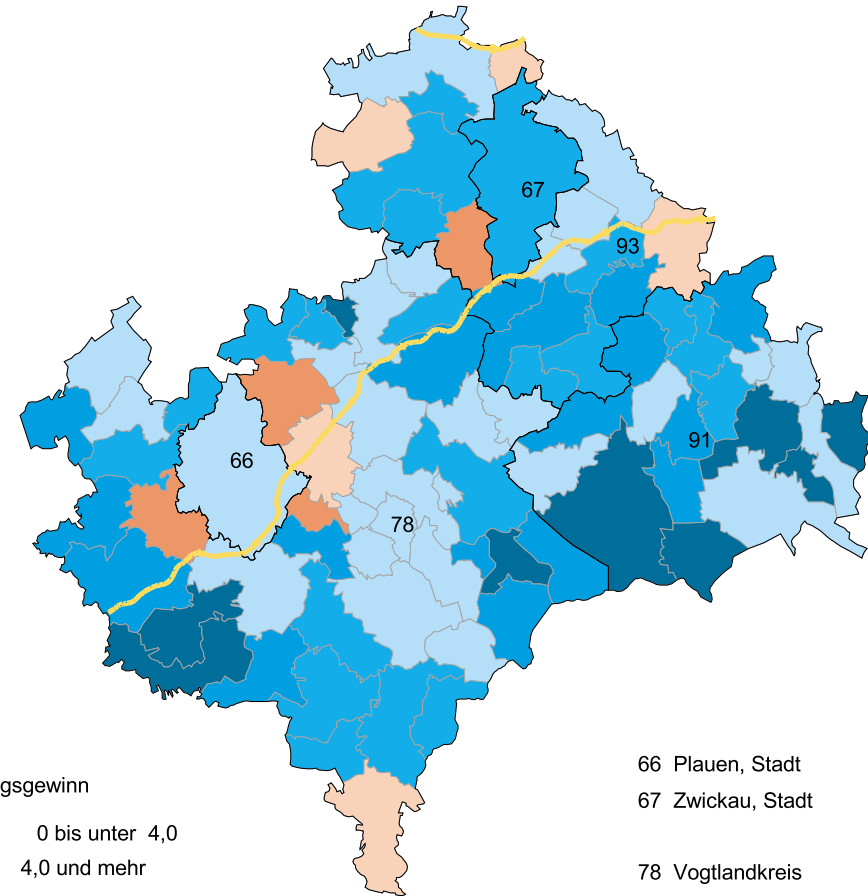 67
93
91
66
78
66 Plauen, Stadt
gsgewinn
67 Zwickau, Stadt
0 bis unter 4,0
4,0 und mehr
78 Vogtlandkreis